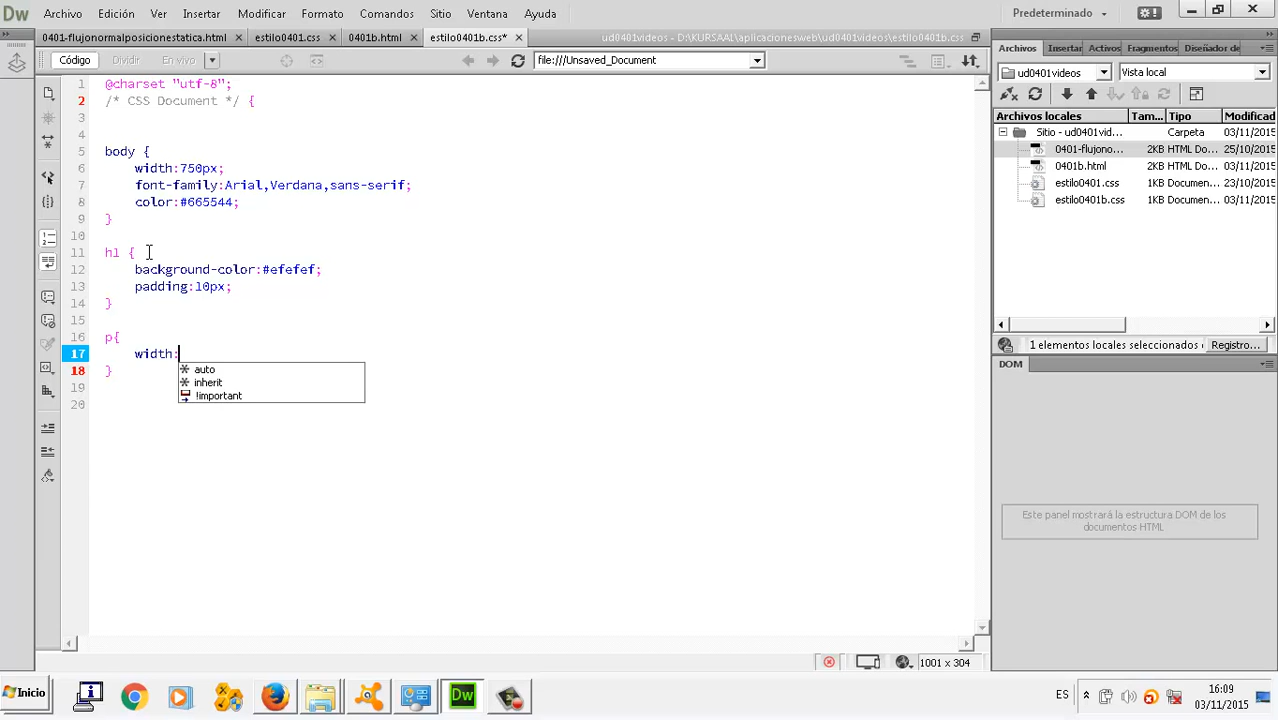 Dw Archivo Edición Ver Insertar Modificar Formato Comandos Sitio Ventana Ayuda Predeterminado
0401-flujonormalposicionestatica.html × estilo0401.css × 0401b.html × estilo0401b.css* × ud0401videos - D:\KURSAAL\aplicacionesweb\ud0401videos\estilo0401b.css
Código Dividir En vivo file:///Unsaved_Document
1 @charset "utf-8";
2 /* CSS Document */ {
3
4
5 body {
6 width:750px;
7 font-family:Arial,Verdana,sans-serif;
8 color:#665544;
9 }
10
11 h1 {
12 background-color:#efefef;
13 padding:10px;
14 }
15
16 p{
17 width:
auto
inherit
!important
18 }
19
20
1001 x 304
Archivos Insertar Activos Fragmentos Diseñador de
ud0401videos Vista local
Archivos locales Tam... Tipo Modificad
Sitio - ud0401vid... Carpeta 03/11/2015
0401-flujono... 2KB HTML Do... 25/10/2015
0401b.html 2KB HTML Do... 03/11/2015
estilo0401.css 1KB Documen... 23/10/2015
estilo0401b.css 1KB Documen... 03/11/2015
1 elementos locales seleccionados Registro...
DOM
Este panel mostrará la estructura DOM de los
documentos HTML
Inicio Dw ES 16:09
03/11/2015